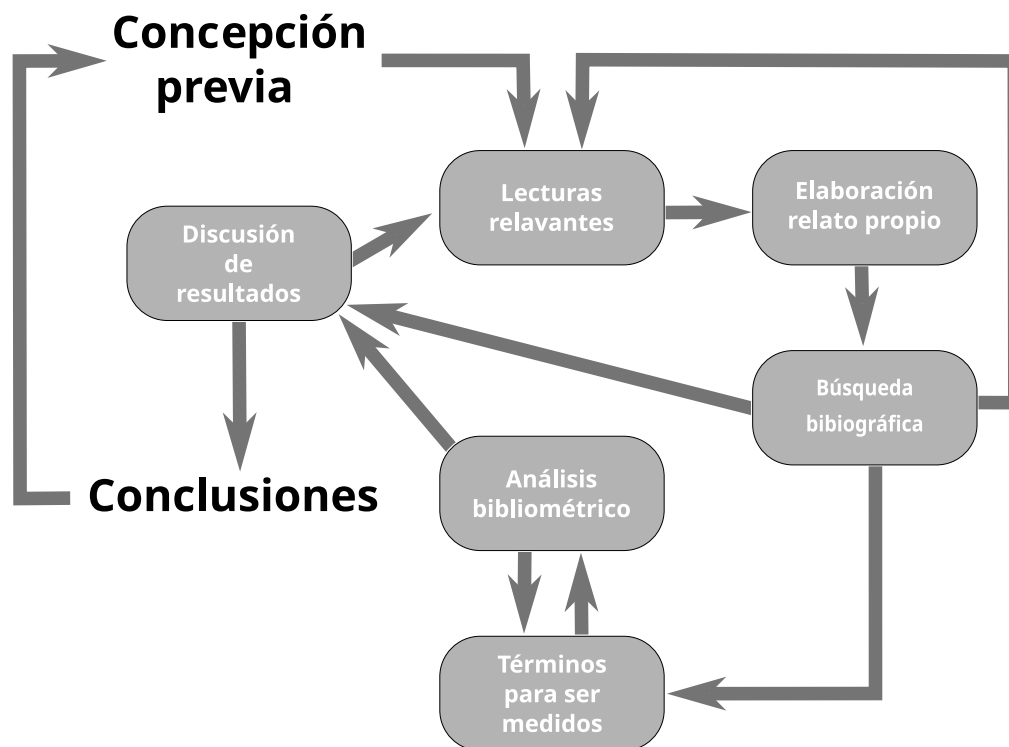 Concepción
previa
Lecturas
relavantes
Elaboración
relato propio
Discusión
de
resultados
Búsqueda
bibiográfica
Análisis
bibliométrico
Conclusiones
Términos
para ser
medidos